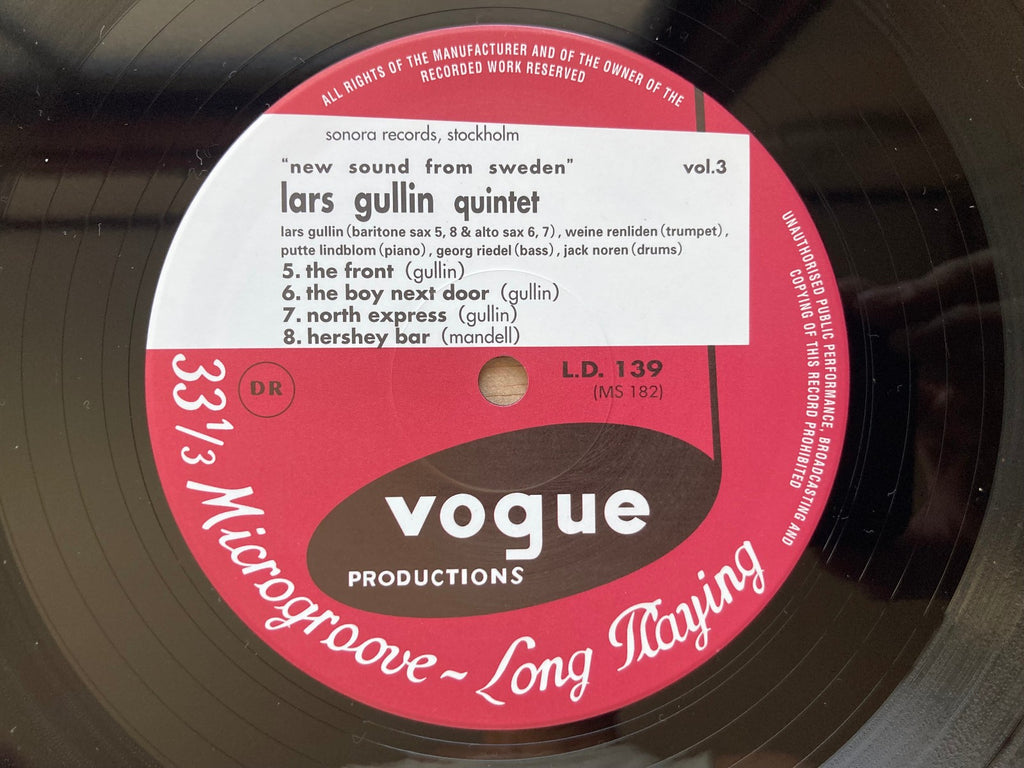 ALL RIGHTS OF THE MANUFACTURER AND OF THE OWNER OF THE
RECORDED WORK RESERVED
sonora records, stockholm
"new sound from sweden" vol.3
lars gullin quintet
lars gullin (baritone sax 5, 8 & alto sax 6, 7), weine renliden (trumpet),
putte lindblom (piano), georg riedel (bass), jack noren (drums)
5. the front (gullin)
6. the boy next door (gullin)
7. north express (gullin)
8. hershey bar (mandell)
DR
L.D. 139
(MS 182)
vogue
PRODUCTIONS
33 1/3 Microgroove ~ Long Playing
UNAUTHORISED PUBLIC PERFORMANCE, BROADCASTING AND
COPYING OF THIS RECORD PROHIBITED